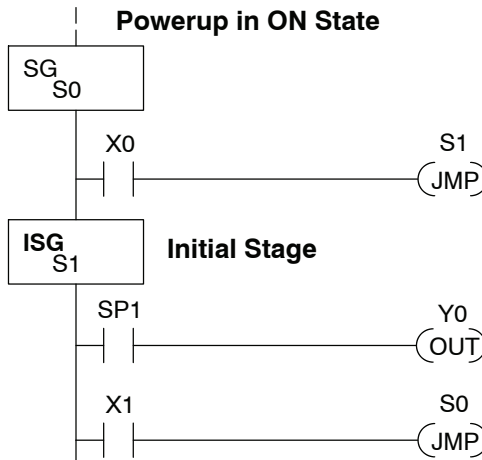 Powerup in ON State
SG
S0
X0
S1
JMP
ISG
S1
Initial Stage
SP1
Y0
OUT
X1
S0
JMP